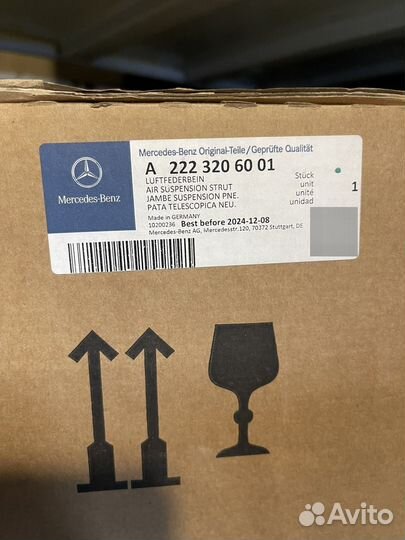 Mercedes-Benz Original-Teile/Geprüfte Qualität
Mercedes-Benz
A 222 320 60 01
LUFTFEDERBEIN
AIR SUSPENSION STRUT
JAMBE SUSPENSION PNE.
PATA TELESCOPICA NEU.
Stück
unit
unité
unidad
1
Made in GERMANY
10200236 Best before 2024-12-08
Mercedes-Benz AG, Mercedesstr.120, 70372 Stuttgart, DE
Avito